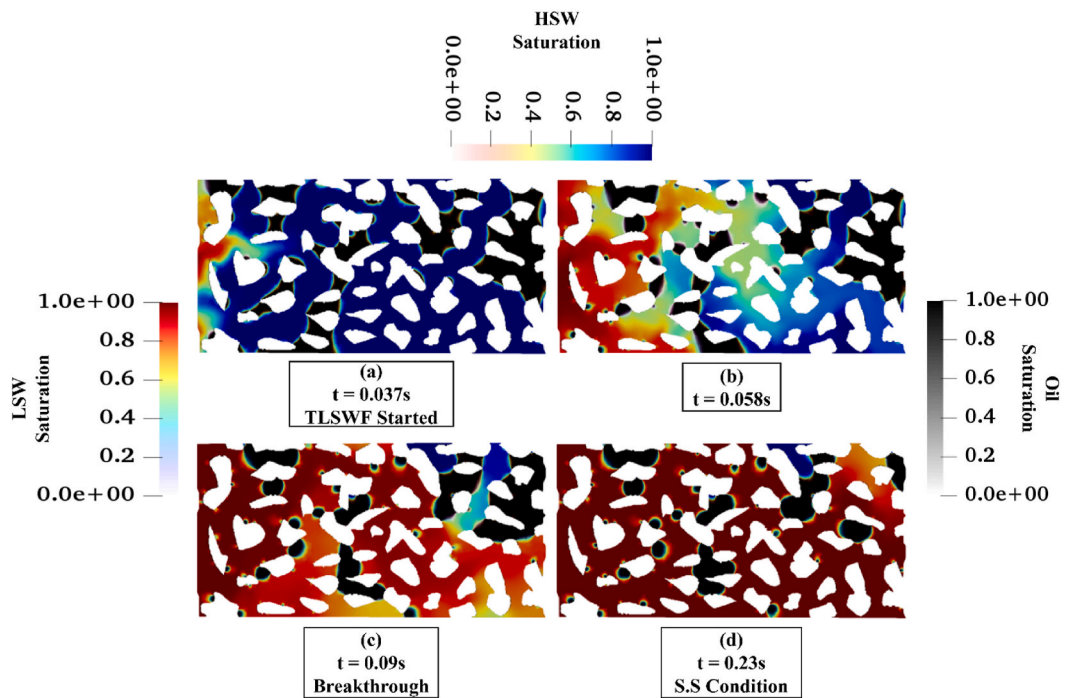 HSW
Saturation
0.0e+00
0.2
0.4
0.6
0.8
1.0e+00
LSW
Saturation
1.0e+00
0.8
0.6
0.4
0.2
0.0e+00
1.0e+00
0.8
0.6
0.4
0.2
0.0e+00
Oil
Saturation
(a)
t = 0.037s
TLSWF Started
(b)
t = 0.058s
(c)
t = 0.09s
Breakthrough
(d)
t = 0.23s
S.S Condition